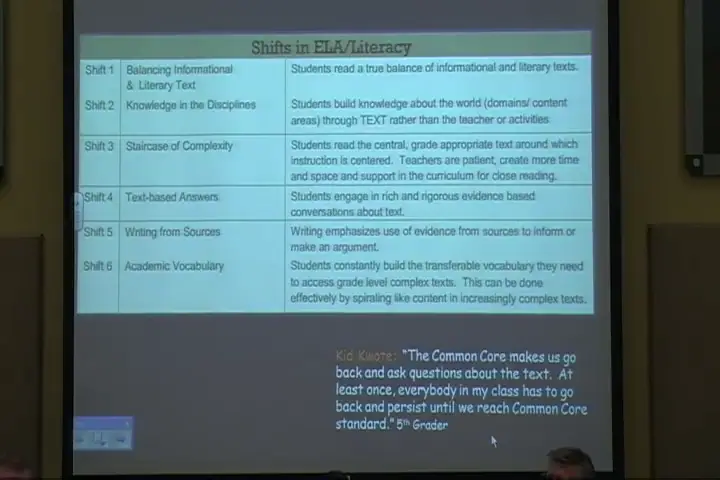 Shifts in ELA/Literacy
Shift 1 Balancing Informational & Literary Text Students read a true balance of informational and literary texts.
Shift 2 Knowledge in the Disciplines Students build knowledge about the world (domains/ content
areas) through TEXT rather than the teacher or activities
Shift 3 Staircase of Complexity Students read the central, grade appropriate text around which
instruction is centered. Teachers are patient, create more time
and space and support in the curriculum for close reading.
Shift 4 Text-based Answers Students engage in rich and rigorous evidence based
conversations about text.
Shift 5 Writing from Sources Writing emphasizes use of evidence from sources to inform or
make an argument.
Shift 6 Academic Vocabulary Students constantly build the transferable vocabulary they need
to access grade level complex texts. This can be done
effectively by spiraling like content in increasingly complex texts.
Kid Kwote: "The Common Core makes us go
back and ask questions about the text. At
least once, everybody in my class has to go
back and persist until we reach Common Core
standard." 5th Grader